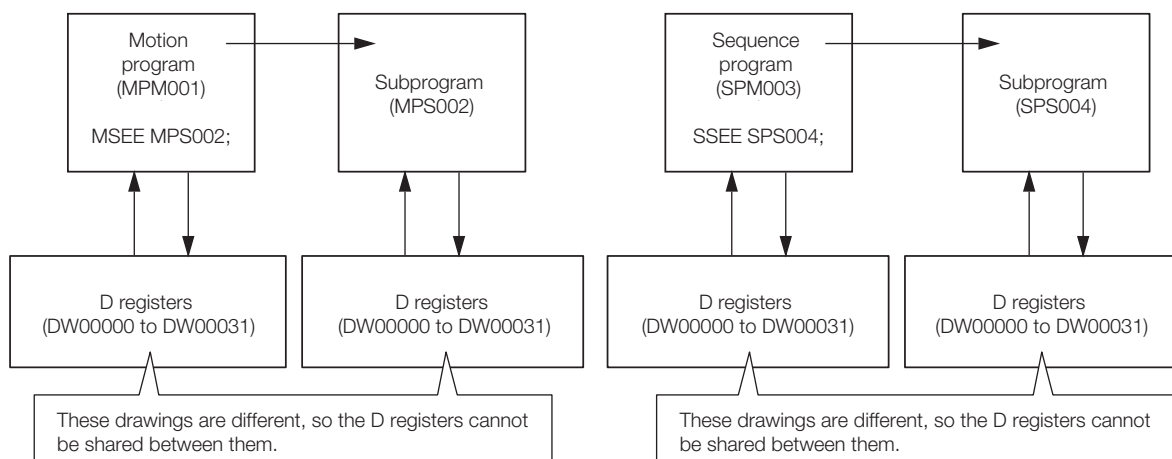 Motion
program
(MPM001)
MSEE MPS002;
Subprogram
(MPS002)
Sequence
program
(SPM003)
SSEE SPS004;
Subprogram
(SPS004)
D registers
(DW00000 to DW00031)
D registers
(DW00000 to DW00031)
D registers
(DW00000 to DW00031)
D registers
(DW00000 to DW00031)
These drawings are different, so the D registers cannot
be shared between them.
These drawings are different, so the D registers cannot
be shared between them.